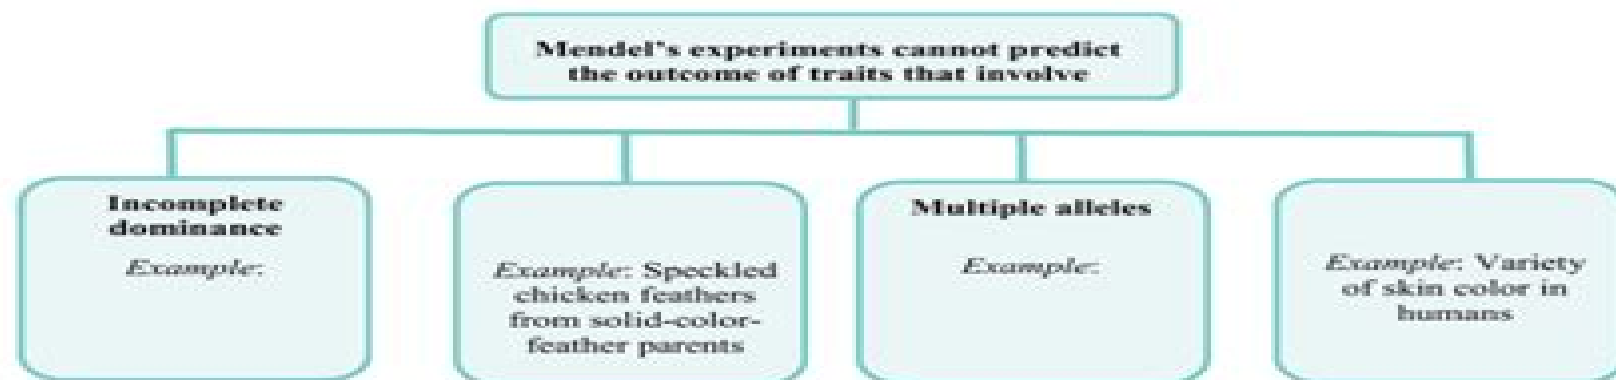 Mendel's experiments cannot predict
the outcome of traits that involve
Incomplete
dominance
Example:
Example: Speckled
chicken feathers
from solid-color-
feather parents
Multiple alleles
Example:
Example: Variety
of skin color in
humans